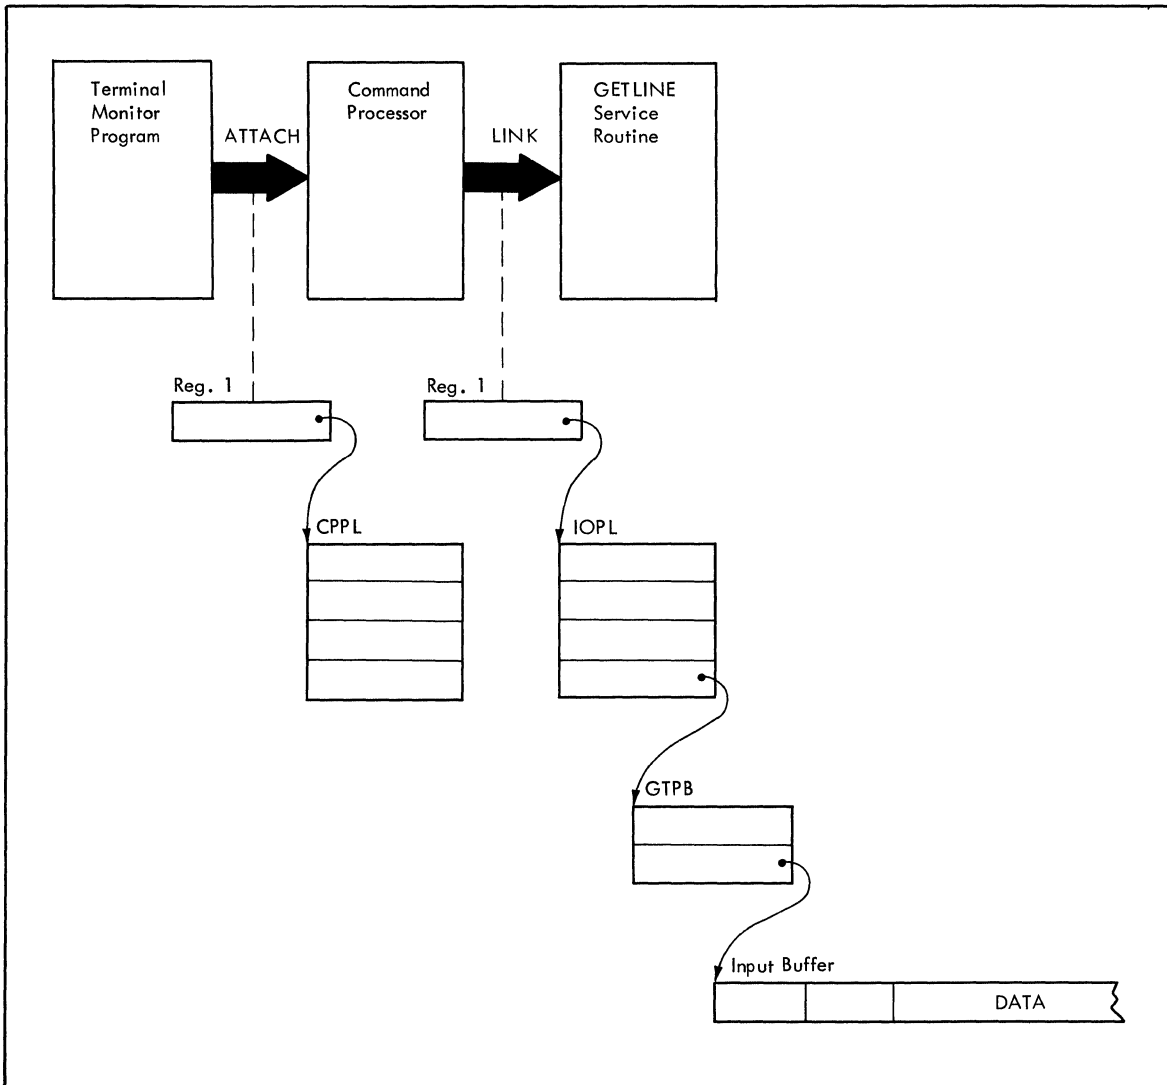 Terminal
Monitor
Program
ATTACH
Command
Processor
LINK
GETLINE
Service
Routine
Reg. 1
Reg. 1
CPPL
IOPL
GTPB
Input Buffer
DATA